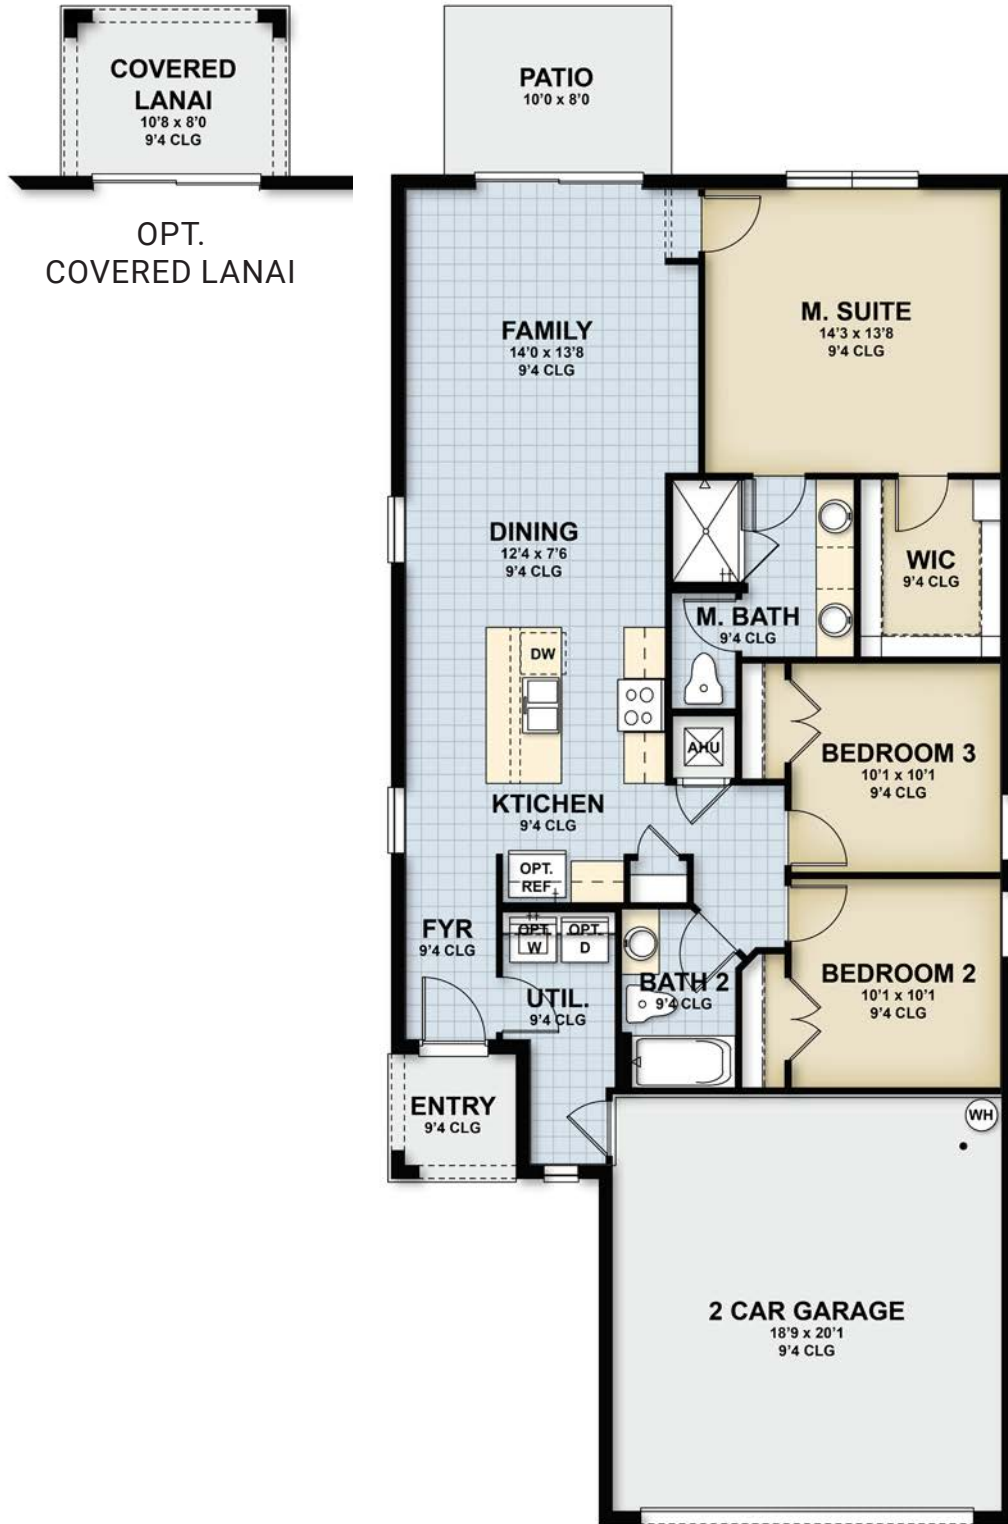 COVERED
LANAI
10'8 x 8'0
9'4 CLG
OPT.
COVERED LANAI
PATIO
10'0 x 8'0
FAMILY
14'0 x 13'8
9'4 CLG
M. SUITE
14'3 x 13'8
9'4 CLG
DINING
12'4 x 7'6
9'4 CLG
WIC
9'4 CLG
M. BATH
9'4 CLG
DW
AHU
BEDROOM 3
10'1 x 10'1
9'4 CLG
KTICHEN
9'4 CLG
OPT.
REF.
FYR
9'4 CLG
OPT.
W
OPT.
D
UTIL.
9'4 CLG
BATH 2
9'4 CLG
BEDROOM 2
10'1 x 10'1
9'4 CLG
ENTRY
9'4 CLG
WH
2 CAR GARAGE
18'9 x 20'1
9'4 CLG